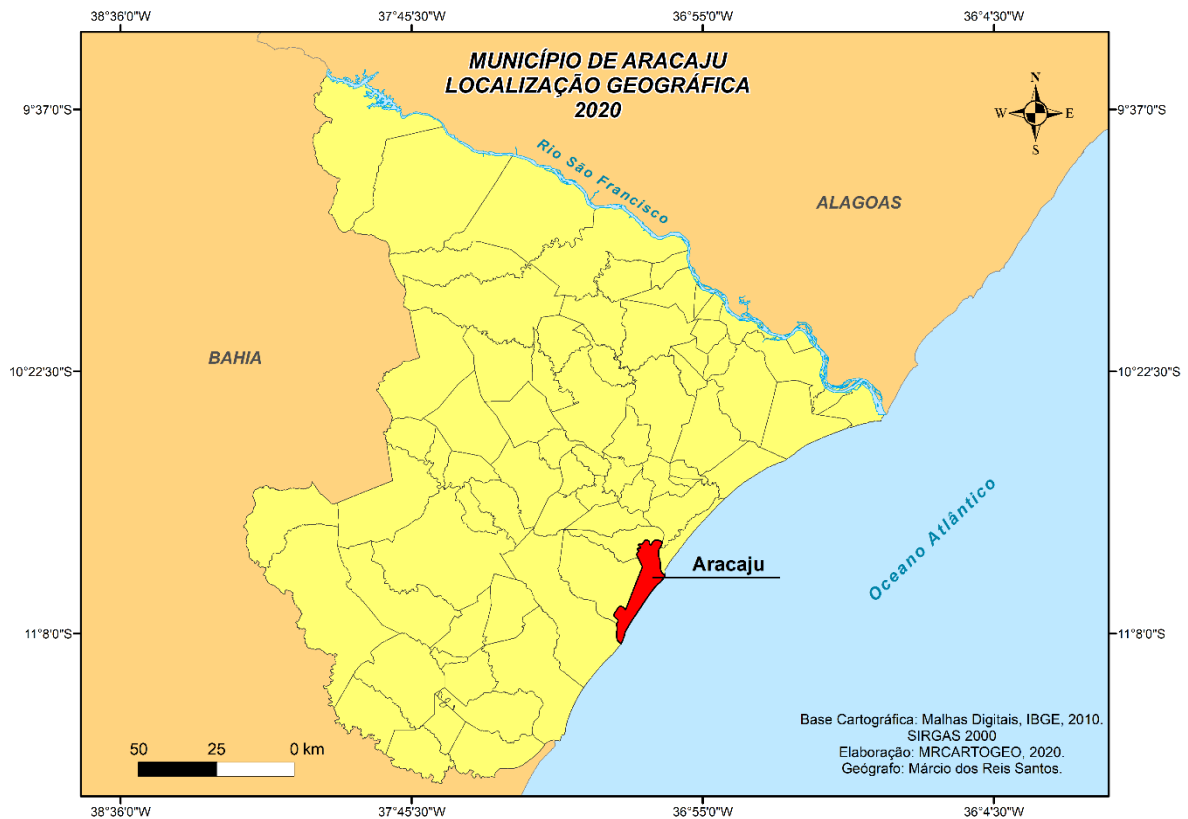 38°36'0"W
37°45'30"W
36°55'0"W
36°4'30"W
MUNICÍPIO DE ARACAJU
LOCALIZAÇÃO GEOGRÁFICA
2020
N
W
E
S
9°37'0"S
9°37'0"S
Rio São Francisco
ALAGOAS
BAHIA
10°22'30"S
10°22'30"S
Oceano Atlântico
Aracaju
11°8'0"S
11°8'0"S
Base Cartográfica: Malhas Digitais, IBGE, 2010.
SIRGAS 2000
Elaboração: MRCARTOGEO, 2020.
Geógrafo: Márcio dos Reis Santos.
50
25
0 km
38°36'0"W
37°45'30"W
36°55'0"W
36°4'30"W